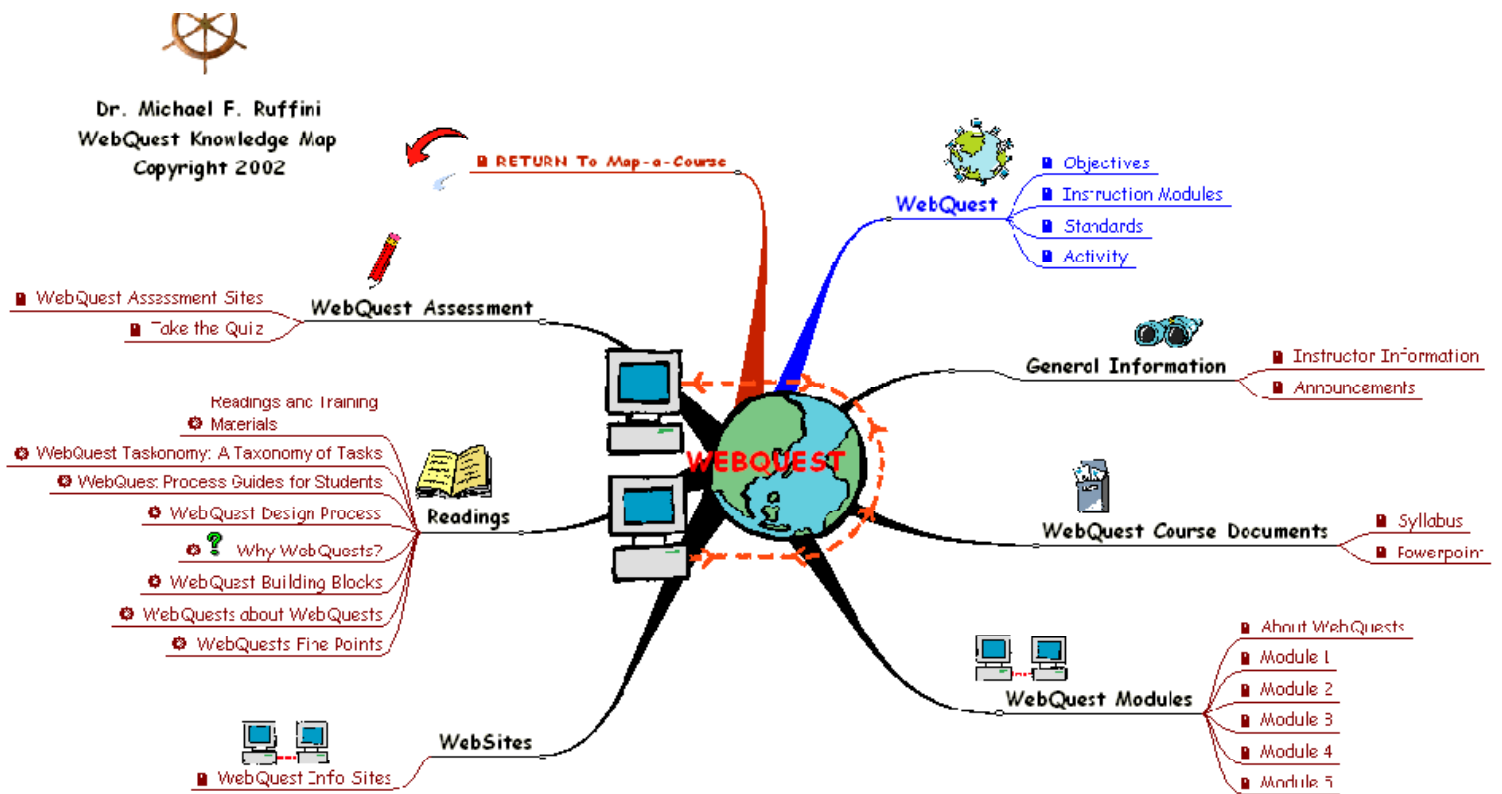 Dr. Michael F. Ruffini
WebQuest Knowledge Map
Copyright 2002
RETURN To Map-a-Course
WebQuest
Objectives
Instruction Modules
Standards
Activity
WebQuest Assessment
WebQuest Assessment Sites
Take the Quiz
General Information
Instructor Information
Announcements
WEBQUEST
Readings
Readings and Training
Materials
WebQuest Taskonomy: A Taxonomy of Tasks
WebQuest Process Guides for Students
WebQuest Design Process
? Why WebQuests?
WebQuest Building Blocks
WebQuests about WebQuests
WebQuests Fine Points
WebQuest Course Documents
Syllabus
Powerpoint
WebQuest Modules
About WebQuests
Module 1
Module 2
Module 3
Module 4
Module 5
WebSites
WebQuest Info Sites